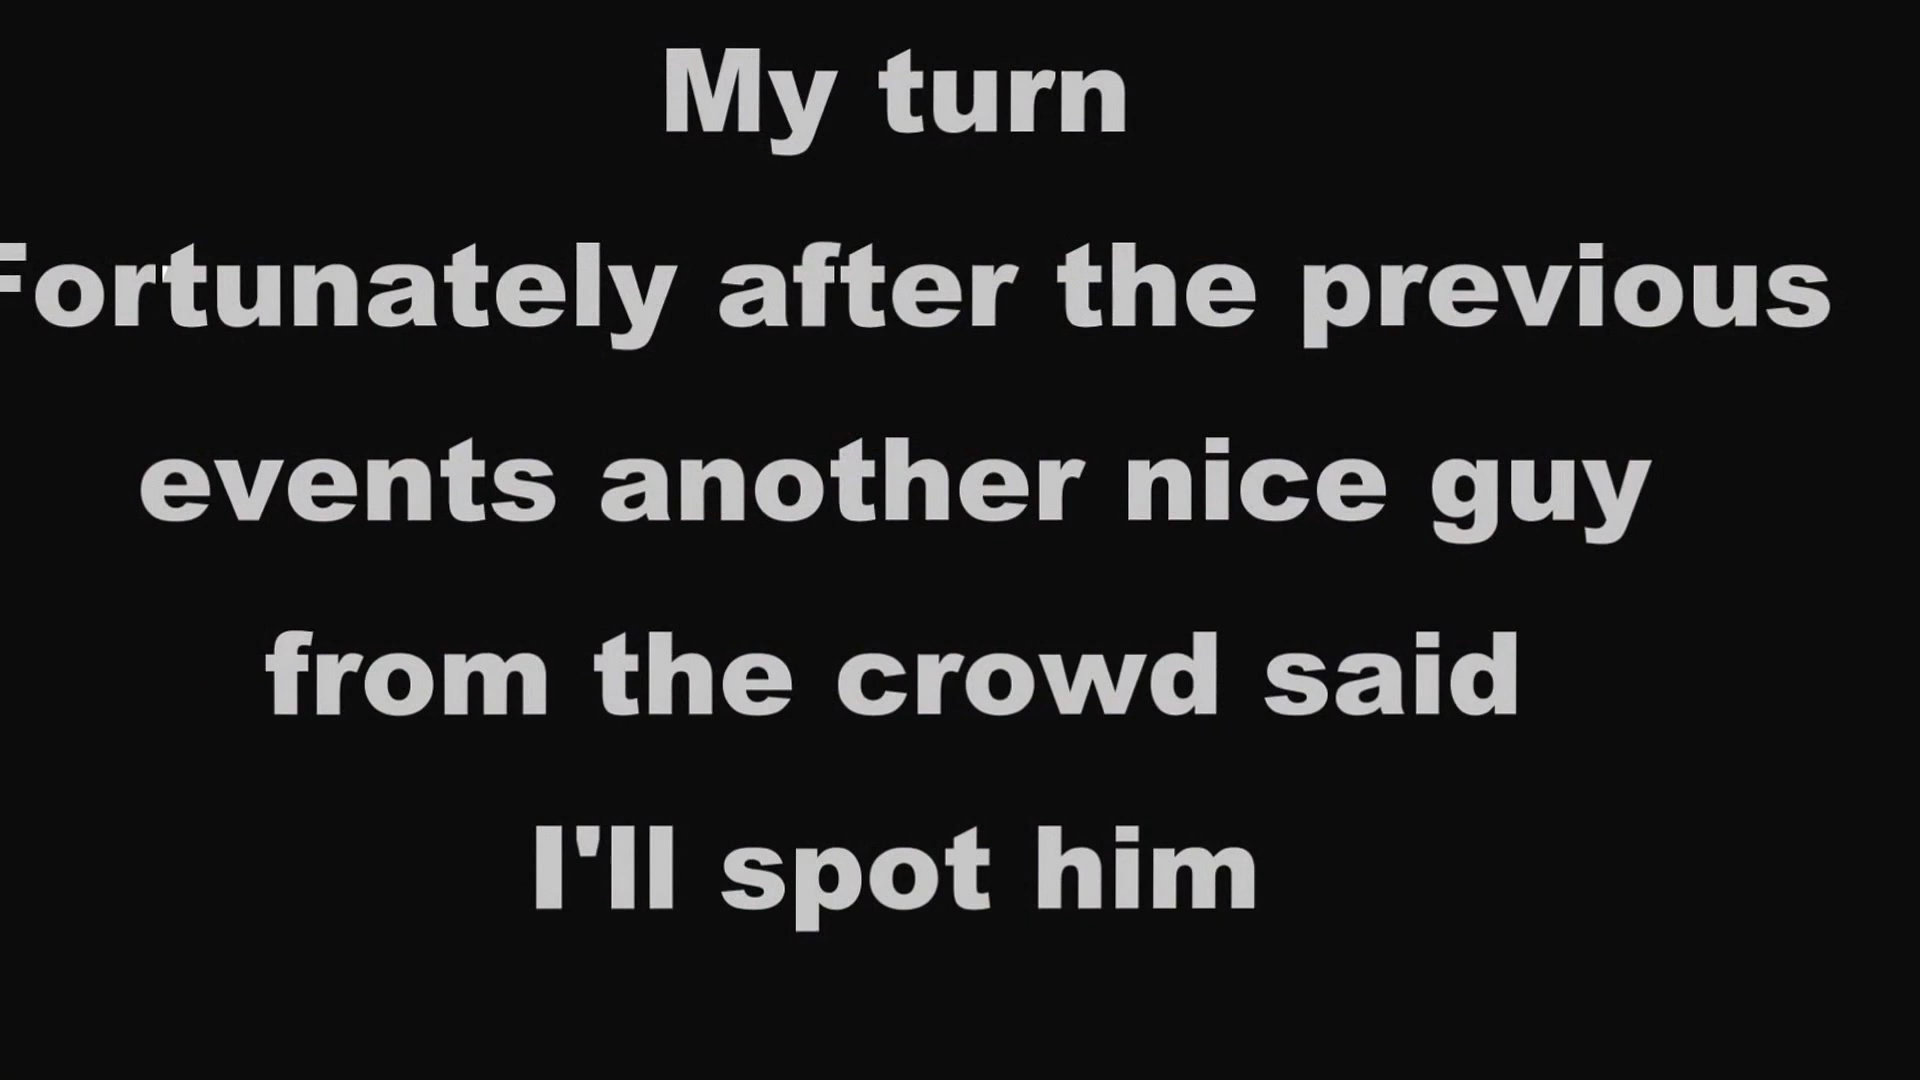 My turn
Fortunately after the previous
events another nice guy
from the crowd said
I'll spot him